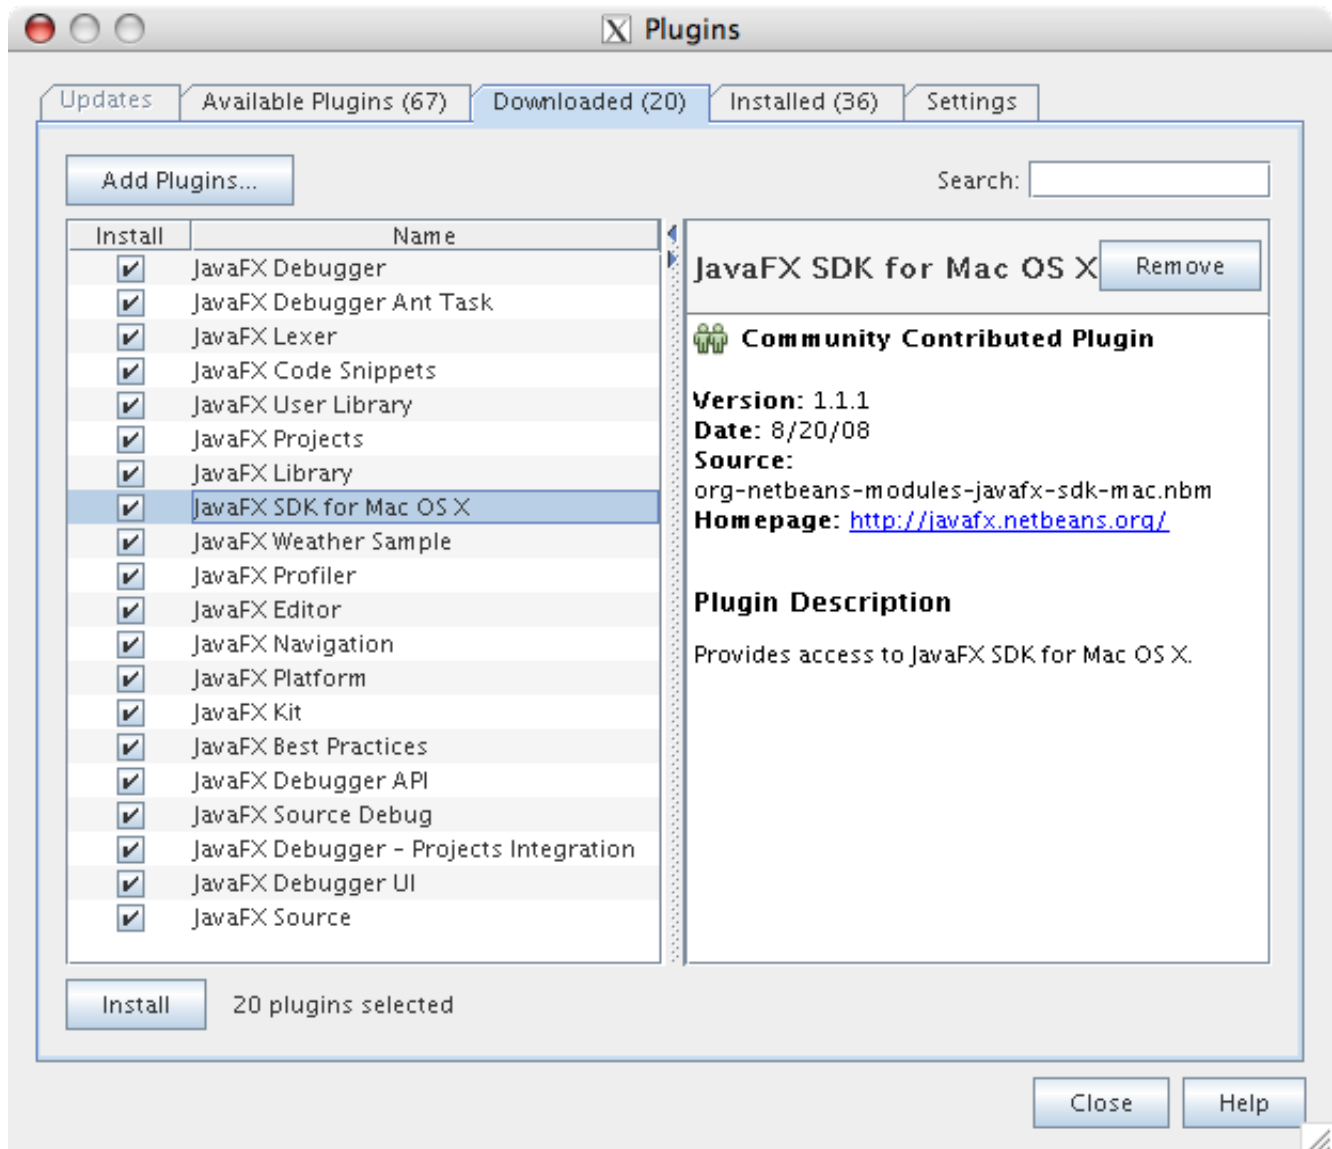 Plugins
Updates
Available Plugins (67)
Downloaded (20)
Installed (36)
Settings
Add Plugins...
Search:
Install
Name
JavaFX Debugger
JavaFX Debugger Ant Task
JavaFX Lexer
JavaFX Code Snippets
JavaFX User Library
JavaFX Projects
JavaFX Library
JavaFX SDK for Mac OS X
JavaFX Weather Sample
JavaFX Profiler
JavaFX Editor
JavaFX Navigation
JavaFX Platform
JavaFX Kit
JavaFX Best Practices
JavaFX Debugger API
JavaFX Source Debug
JavaFX Debugger - Projects Integration
JavaFX Debugger UI
JavaFX Source
JavaFX SDK for Mac OS X
Remove
Community Contributed Plugin
Version: 1.1.1
Date: 8/20/08
Source:
org-netbeans-modules-javafx-sdk-mac.nbm
Homepage: http://javafx.netbeans.org/
Plugin Description
Provides access to JavaFX SDK for Mac OS X.
Install
20 plugins selected
Close
Help